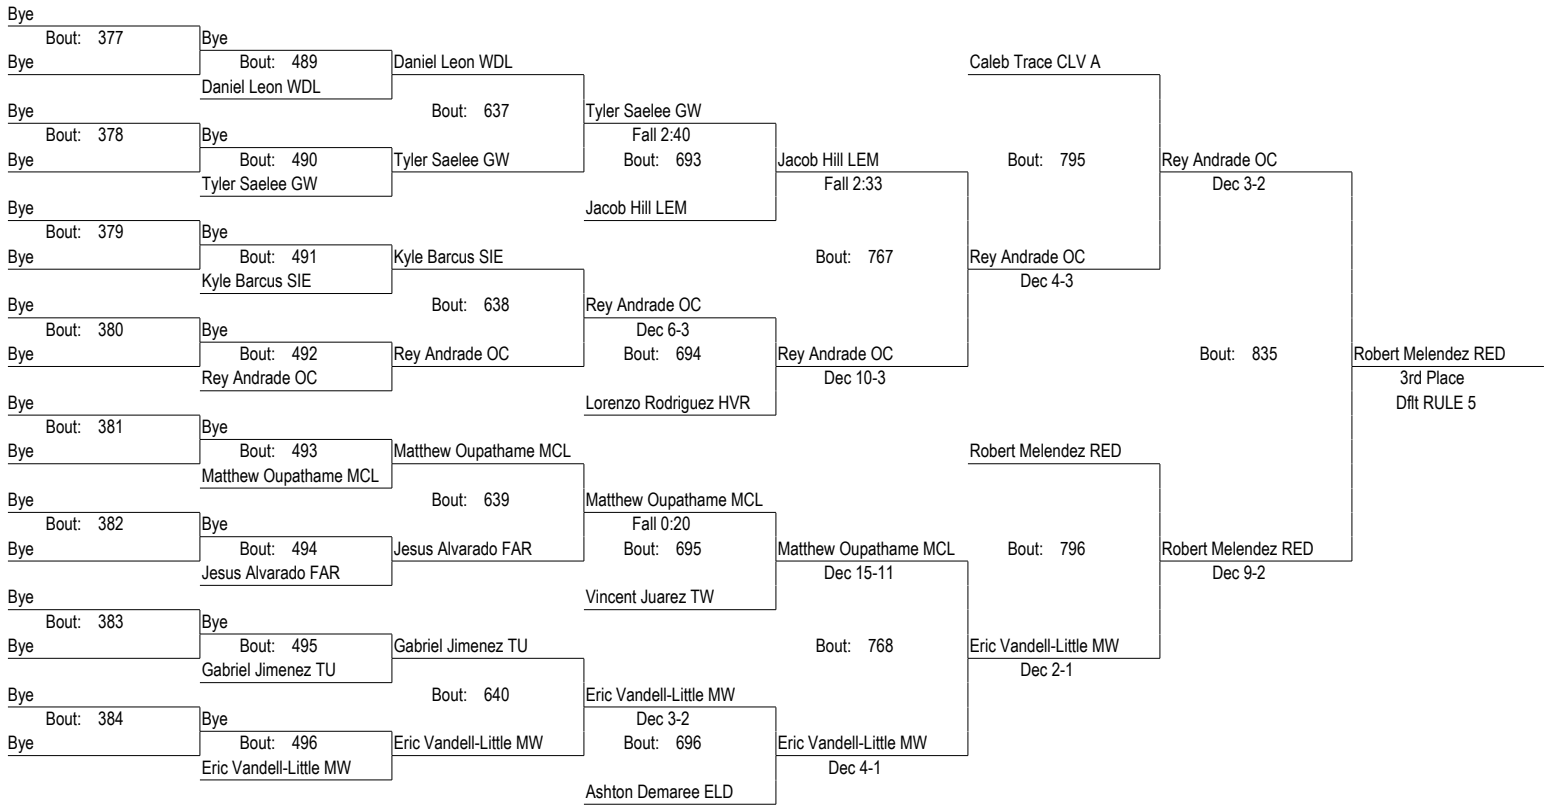 Bye
Bout: 377 Bye
Bye Bout: 489 Daniel Leon WDL Caleb Trace CLV A
Daniel Leon WDL
Bye Bout: 637 Tyler Saelee GW
Bout: 378 Bye Fall 2:40
Bye Bout: 490 Tyler Saelee GW Bout: 693 Jacob Hill LEM Bout: 795 Rey Andrade OC
Tyler Saelee GW Fall 2:33 Dec 3-2
Bye Jacob Hill LEM
Bout: 379 Bye
Bye Bout: 491 Kyle Barcus SIE Bout: 767 Rey Andrade OC
Kyle Barcus SIE Dec 4-3
Bye Bout: 638 Rey Andrade OC
Bout: 380 Bye Dec 6-3
Bye Bout: 492 Rey Andrade OC Bout: 694 Rey Andrade OC Bout: 835 Robert Melendez RED
Rey Andrade OC Dec 10-3 3rd Place
Bye Lorenzo Rodriguez HVR Dflt RULE 5
Bout: 381 Bye
Bye Bout: 493 Matthew Oupathame MCL Robert Melendez RED
Matthew Oupathame MCL
Bye Bout: 639 Matthew Oupathame MCL
Bout: 382 Bye Fall 0:20
Bye Bout: 494 Jesus Alvarado FAR Bout: 695 Matthew Oupathame MCL Bout: 796 Robert Melendez RED
Jesus Alvarado FAR Dec 15-11 Dec 9-2
Bye Vincent Juarez TW
Bout: 383 Bye
Bye Bout: 495 Gabriel Jimenez TU Bout: 768 Eric Vandell-Little MW
Gabriel Jimenez TU Dec 2-1
Bye Bout: 640 Eric Vandell-Little MW
Bout: 384 Bye Dec 3-2
Bye Bout: 496 Eric Vandell-Little MW Bout: 696 Eric Vandell-Little MW
Eric Vandell-Little MW Dec 4-1
Ashton Demaree ELD